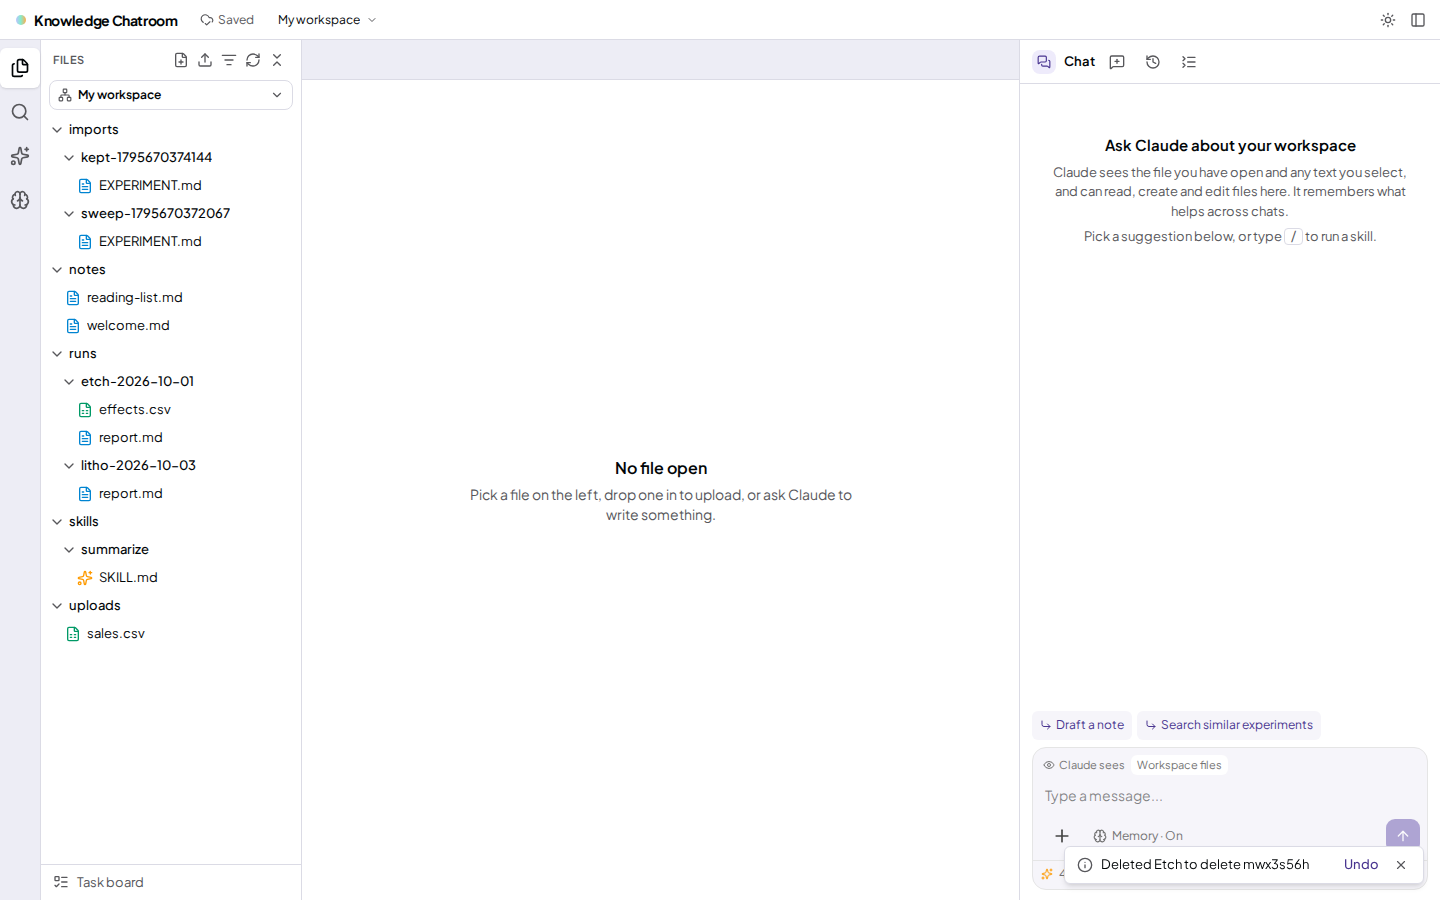 Knowledge Chatroom
Saved
My workspace
FILES
My workspace
imports
kept-1795670374144
EXPERIMENT.md
sweep-1795670372067
EXPERIMENT.md
notes
reading-list.md
welcome.md
runs
etch-2026-10-01
effects.csv
report.md
litho-2026-10-03
report.md
skills
summarize
SKILL.md
uploads
sales.csv
Task board
No file open
Pick a file on the left, drop one in to upload, or ask Claude to
write something.
Chat
Ask Claude about your workspace
Claude sees the file you have open and any text you select,
and can read, create and edit files here. It remembers what
helps across chats.
Pick a suggestion below, or type / to run a skill.
Draft a note
Search similar experiments
Claude sees Workspace files
Type a message...
Memory · On
Deleted Etch to delete mwx3s56h Undo